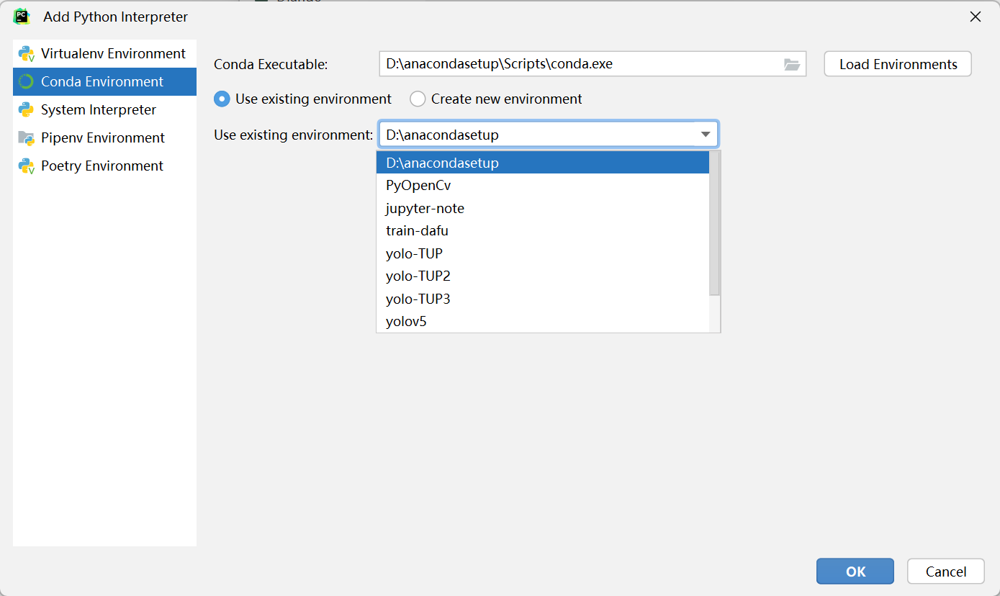 Add Python Interpreter
Virtualenv Environment
Conda Environment
System Interpreter
Pipenv Environment
Poetry Environment
Conda Executable: D:\anacondasetup\Scripts\conda.exe Load Environments
Use existing environment Create new environment
Use existing environment: D:\anacondasetup
D:\anacondasetup
PyOpenCv
jupyter-note
train-dafu
yolo-TUP
yolo-TUP2
yolo-TUP3
yolov5
OK Cancel